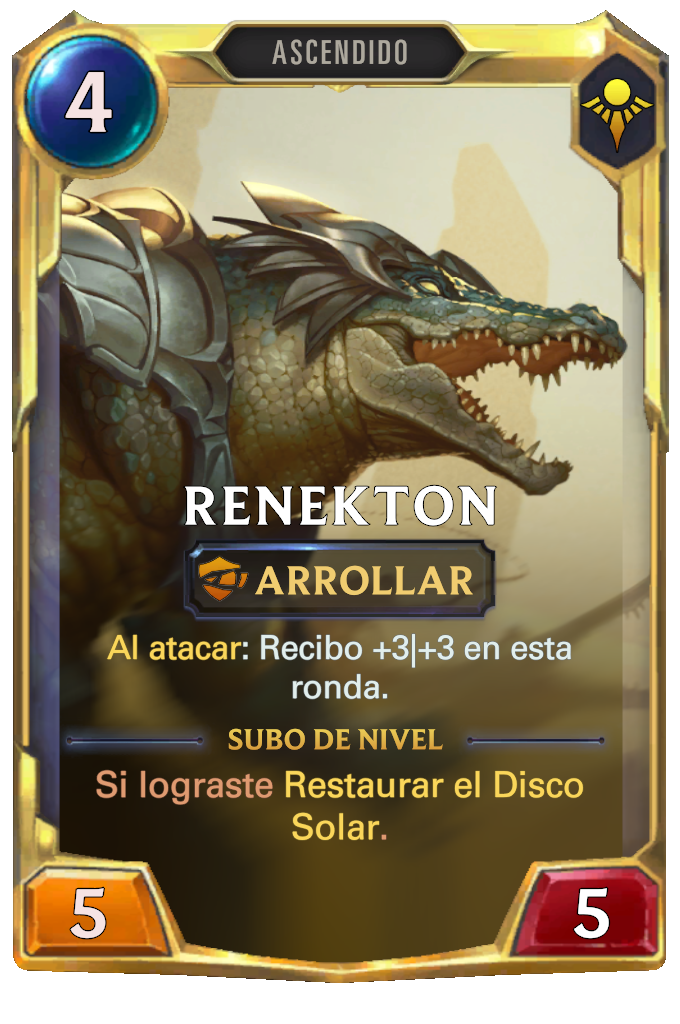 ASCENDIDO
4
RENEKTON
ARROLLAR
Al atacar: Recibo +3|+3 en esta
ronda.
SUBO DE NIVEL
Si lograste Restaurar el Disco
Solar.
5
5